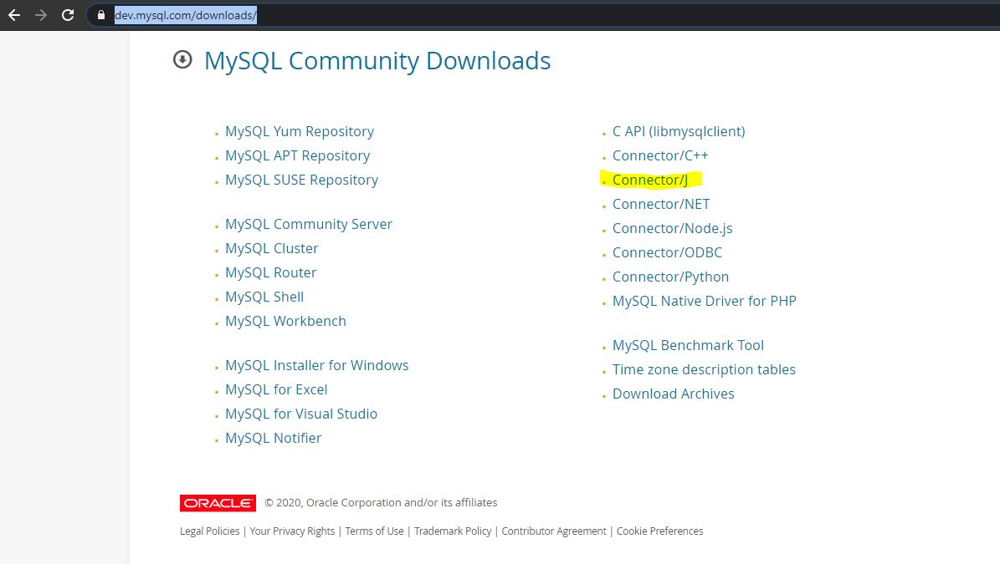 dev.mysql.com/downloads/
MySQL Community Downloads
MySQL Yum Repository
MySQL APT Repository
MySQL SUSE Repository
MySQL Community Server
MySQL Cluster
MySQL Router
MySQL Shell
MySQL Workbench
MySQL Installer for Windows
MySQL for Excel
MySQL for Visual Studio
MySQL Notifier
C API (libmysqlclient)
Connector/C++
Connector/J
Connector/NET
Connector/Node.js
Connector/ODBC
Connector/Python
MySQL Native Driver for PHP
MySQL Benchmark Tool
Time zone description tables
Download Archives
ORACLE © 2020, Oracle Corporation and/or its affiliates
Legal Policies | Your Privacy Rights | Terms of Use | Trademark Policy | Contributor Agreement | Cookie Preferences